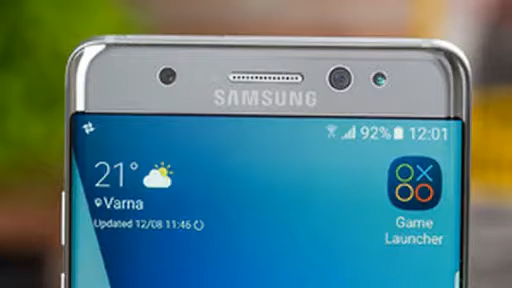 SAMSUNG
92% 12:01
21°
Varna
Updated 12/08 11:46
Game
Launcher